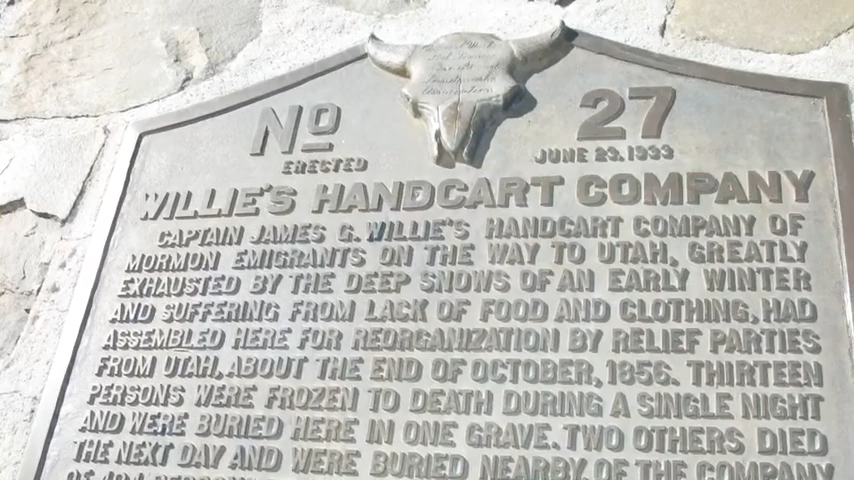 No 27
ERECTED JUNE 23, 1933
WILLIE'S HANDCART COMPANY
CAPTAIN JAMES G. WILLIE'S HANDCART COMPANY OF
MORMON EMIGRANTS ON THE WAY TO UTAH, GREATLY
EXHAUSTED BY THE DEEP SNOWS OF AN EARLY WINTER
AND SUFFERING FROM LACK OF FOOD AND CLOTHING, HAD
ASSEMBLED HERE FOR REORGANIZATION BY RELIEF PARTIES
FROM UTAH, ABOUT THE END OF OCTOBER, 1856. THIRTEEN
PERSONS WERE FROZEN TO DEATH DURING A SINGLE NIGHT
AND WERE BURIED HERE IN ONE GRAVE. TWO OTHERS DIED
THE NEXT DAY AND WERE BURIED NEARBY. OF THE COMPANY